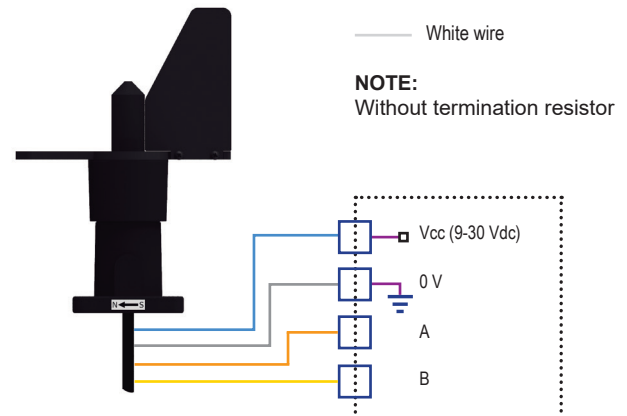 White wire
NOTE:
Without termination resistor
Vcc (9-30 Vdc)
0 V
N S
A
B